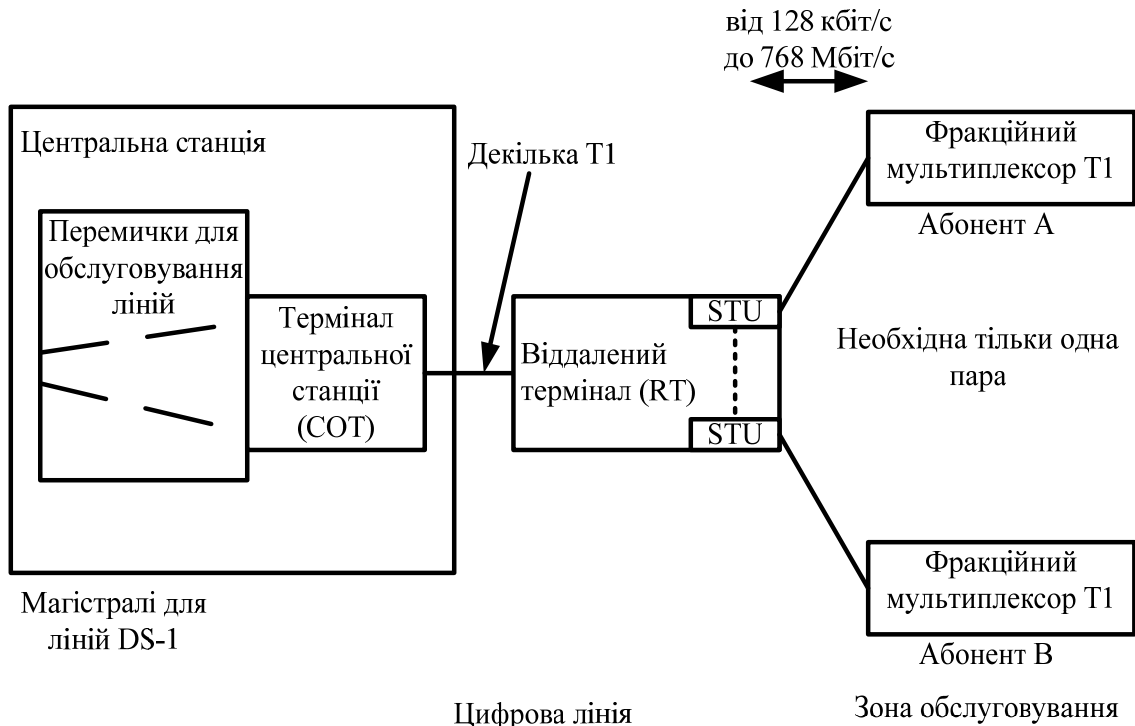 від 128 кбіт/с
до 768 Мбіт/с
Центральна станція
Декілька Т1
Фракційний
мультиплексор Т1
Абонент А
Перемички для
обслуговування
ліній
Термінал
центральної
станції
(COT)
Віддалений
термінал (RT)
STU
STU
Необхідна тільки одна
пара
Фракційний
мультиплексор Т1
Абонент В
Магістралі для
ліній DS-1
Цифрова лінія
Зона обслуговування